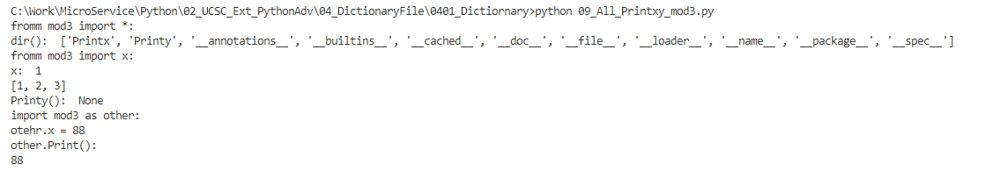 C:\Work\MicroService\Python\02_UCSC_Ext_PythonAdv\04_DictionaryFile\0401_Dictiornary>python 09_All_Printxy_mod3.py
fromm mod3 import *:
dir():  ['Printx', 'Printy', '__annotations__', '__builtins__', '__cached__', '__doc__', '__file__', '__loader__', '__name__', '__package__', '__spec__']
fromm mod3 import x:
x:  1
[1, 2, 3]
Printy():  None
import mod3 as other:
otehr.x = 88
other.Print():
88